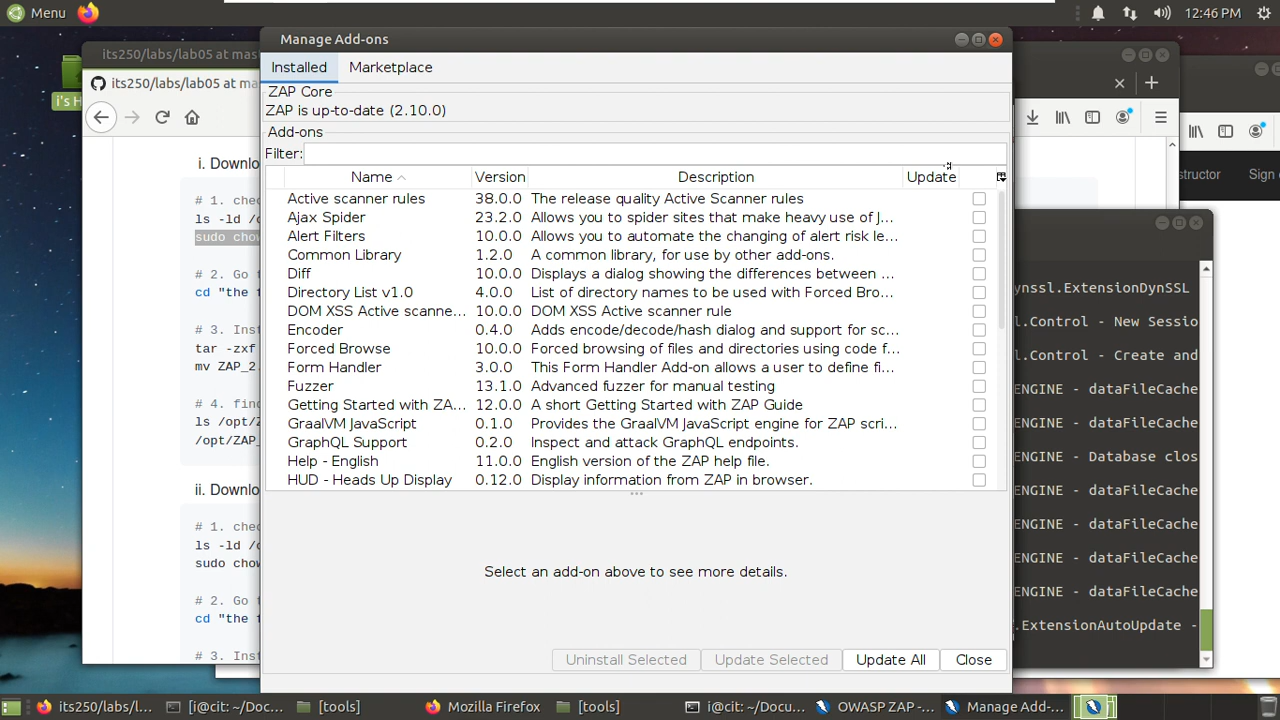 Menu
12:46 PM
its250/labs/lab05 at mas
Manage Add-ons
its250/labs/lab05 at ma
i's H
Installed
Marketplace
ZAP Core
ZAP is up-to-date (2.10.0)
Add-ons
Filter:
Name Version Description Update
Active scanner rules 38.0.0 The release quality Active Scanner rules
Ajax Spider 23.2.0 Allows you to spider sites that make heavy use of J...
Alert Filters 10.0.0 Allows you to automate the changing of alert risk le...
Common Library 1.2.0 A common library, for use by other add-ons.
Diff 10.0.0 Displays a dialog showing the differences between ...
Directory List v1.0 4.0.0 List of directory names to be used with Forced Bro...
DOM XSS Active scanne... 10.0.0 DOM XSS Active scanner rule
Encoder 0.4.0 Adds encode/decode/hash dialog and support for sc...
Forced Browse 10.0.0 Forced browsing of files and directories using code f...
Form Handler 3.0.0 This Form Handler Add-on allows a user to define fi...
Fuzzer 13.1.0 Advanced fuzzer for manual testing
Getting Started with ZA... 12.0.0 A short Getting Started with ZAP Guide
GraalVM JavaScript 0.1.0 Provides the GraalVM JavaScript engine for ZAP scri...
GraphQL Support 0.2.0 Inspect and attack GraphQL endpoints.
Help - English 11.0.0 English version of the ZAP help file.
HUD - Heads Up Display 0.12.0 Display information from ZAP in browser.
Select an add-on above to see more details.
Uninstall Selected
Update Selected
Update All
Close
i. Downlo
# 1. chec
ls -ld /o
sudo chow
# 2. Go t
cd "the f
# 3. Inst
tar -zxf
mv ZAP_2.
# 4. find
ls /opt/Z
/opt/ZAP_
ii. Downlo
# 1. chec
ls -ld /o
sudo chow
# 2. Go t
cd "the f
# 3. Inst
structor
Sign
ynssl.ExtensionDynSSL
l.Control - New Sessio
l.Control - Create and
ENGINE - dataFileCache
ENGINE - dataFileCache
ENGINE - Database clos
ENGINE - dataFileCache
ENGINE - dataFileCache
ENGINE - dataFileCache
ENGINE - dataFileCache
.ExtensionAutoUpdate -
its250/labs/l...
[i@cit: ~/Doc...
[tools]
Mozilla Firefox
[tools]
i@cit: ~/Docu...
OWASP ZAP -...
Manage Add-...